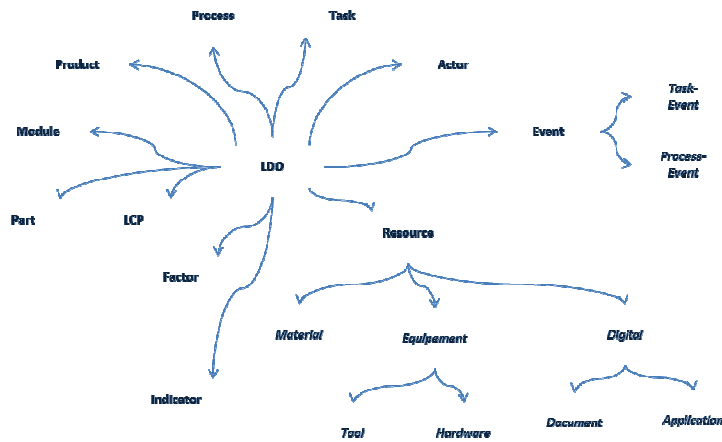 Process
Task
Product
Actor
Task-
Event
Module
Event
Process-
Event
LDO
Part
LCP
Resource
Factor
Material
Equipement
Digital
Indicator
Tool
Hardware
Document
Application